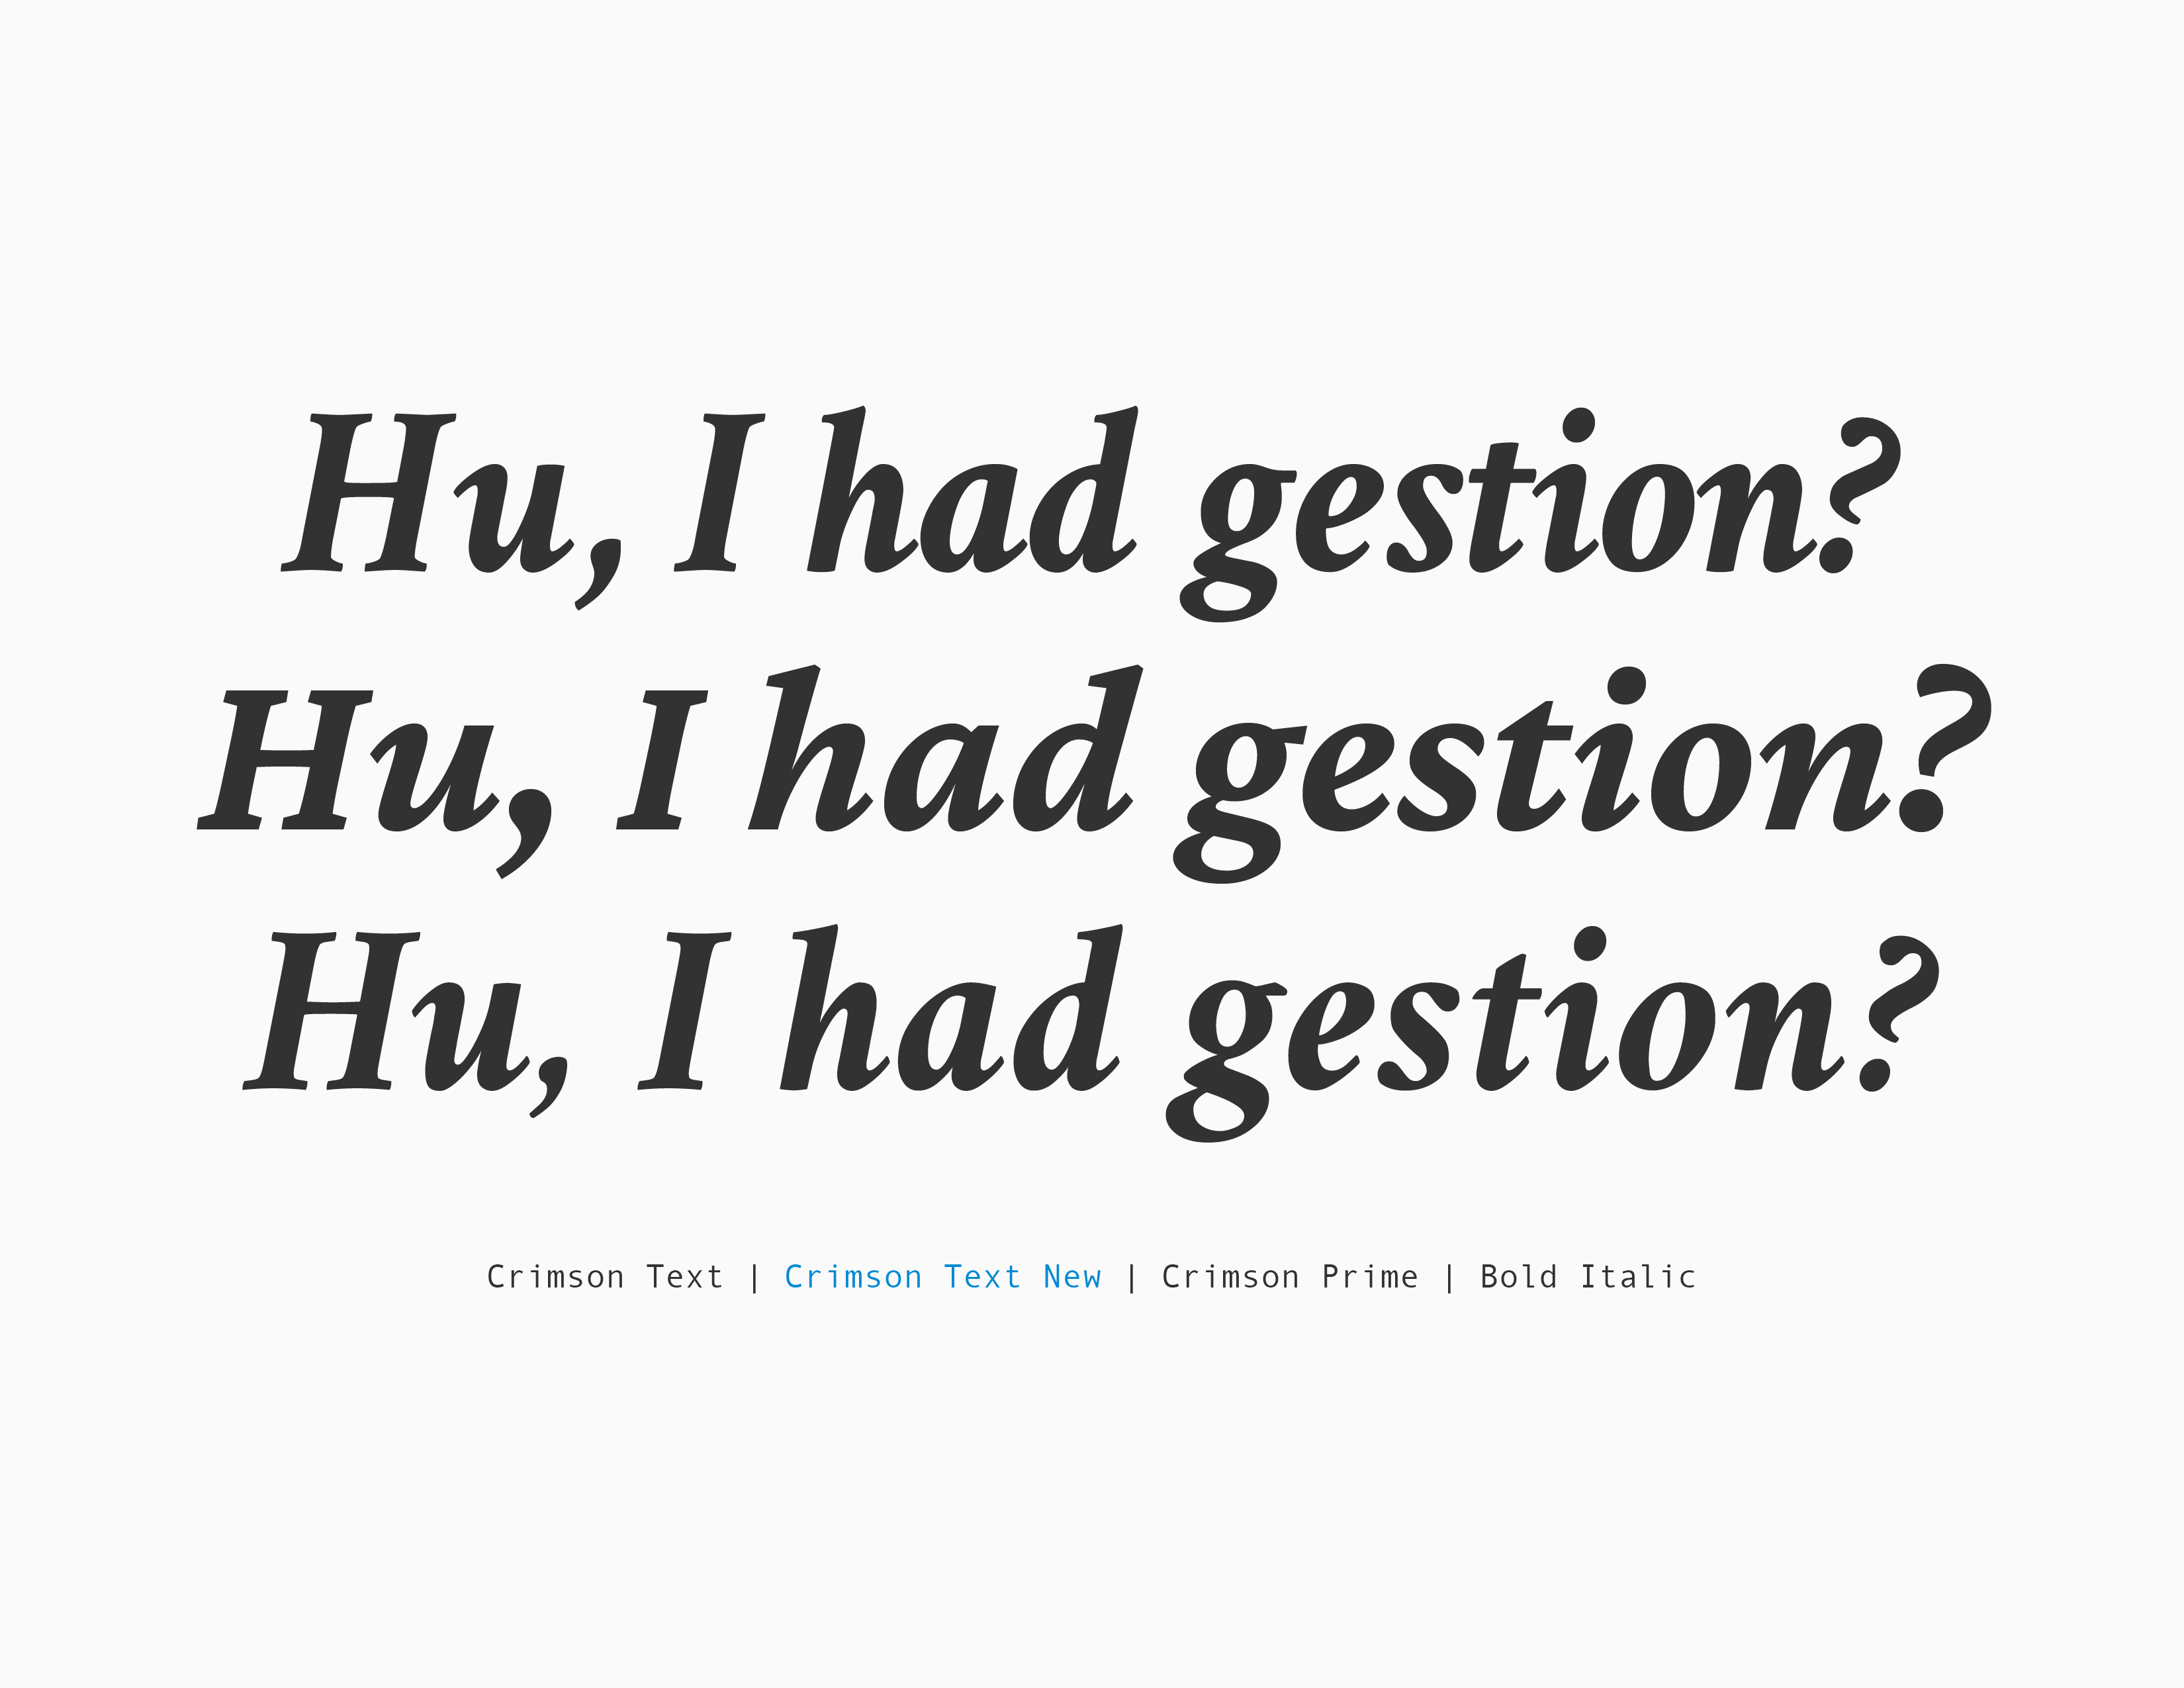 Hu, I had gestion?
Hu, I had gestion?
Hu, I had gestion?
Crimson Text | Crimson Text New | Crimson Prime | Bold Italic